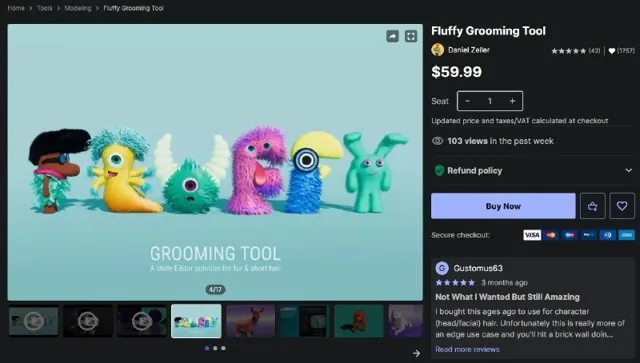 Home > Tools > Modeling > Fluffy Grooming Tool
Fluffy Grooming Tool
Daniel Zeller
(42) | (1757)
$59.99
Seat - 1 +
Updated price and taxes/VAT calculated at checkout
103 views in the past week
Refund policy
Buy Now
Secure checkout: VISA
GROOMING TOOL
A Unity Editor solution for fur & short hair
4/17
G Gustomus63
3 months ago
Not What I Wanted But Still Amazing
I bought this ages ago to use for character
(head/facial) hair. Unfortunately this is really more of
an edge use case and you'll hit a brick wall doin...
Read more reviews